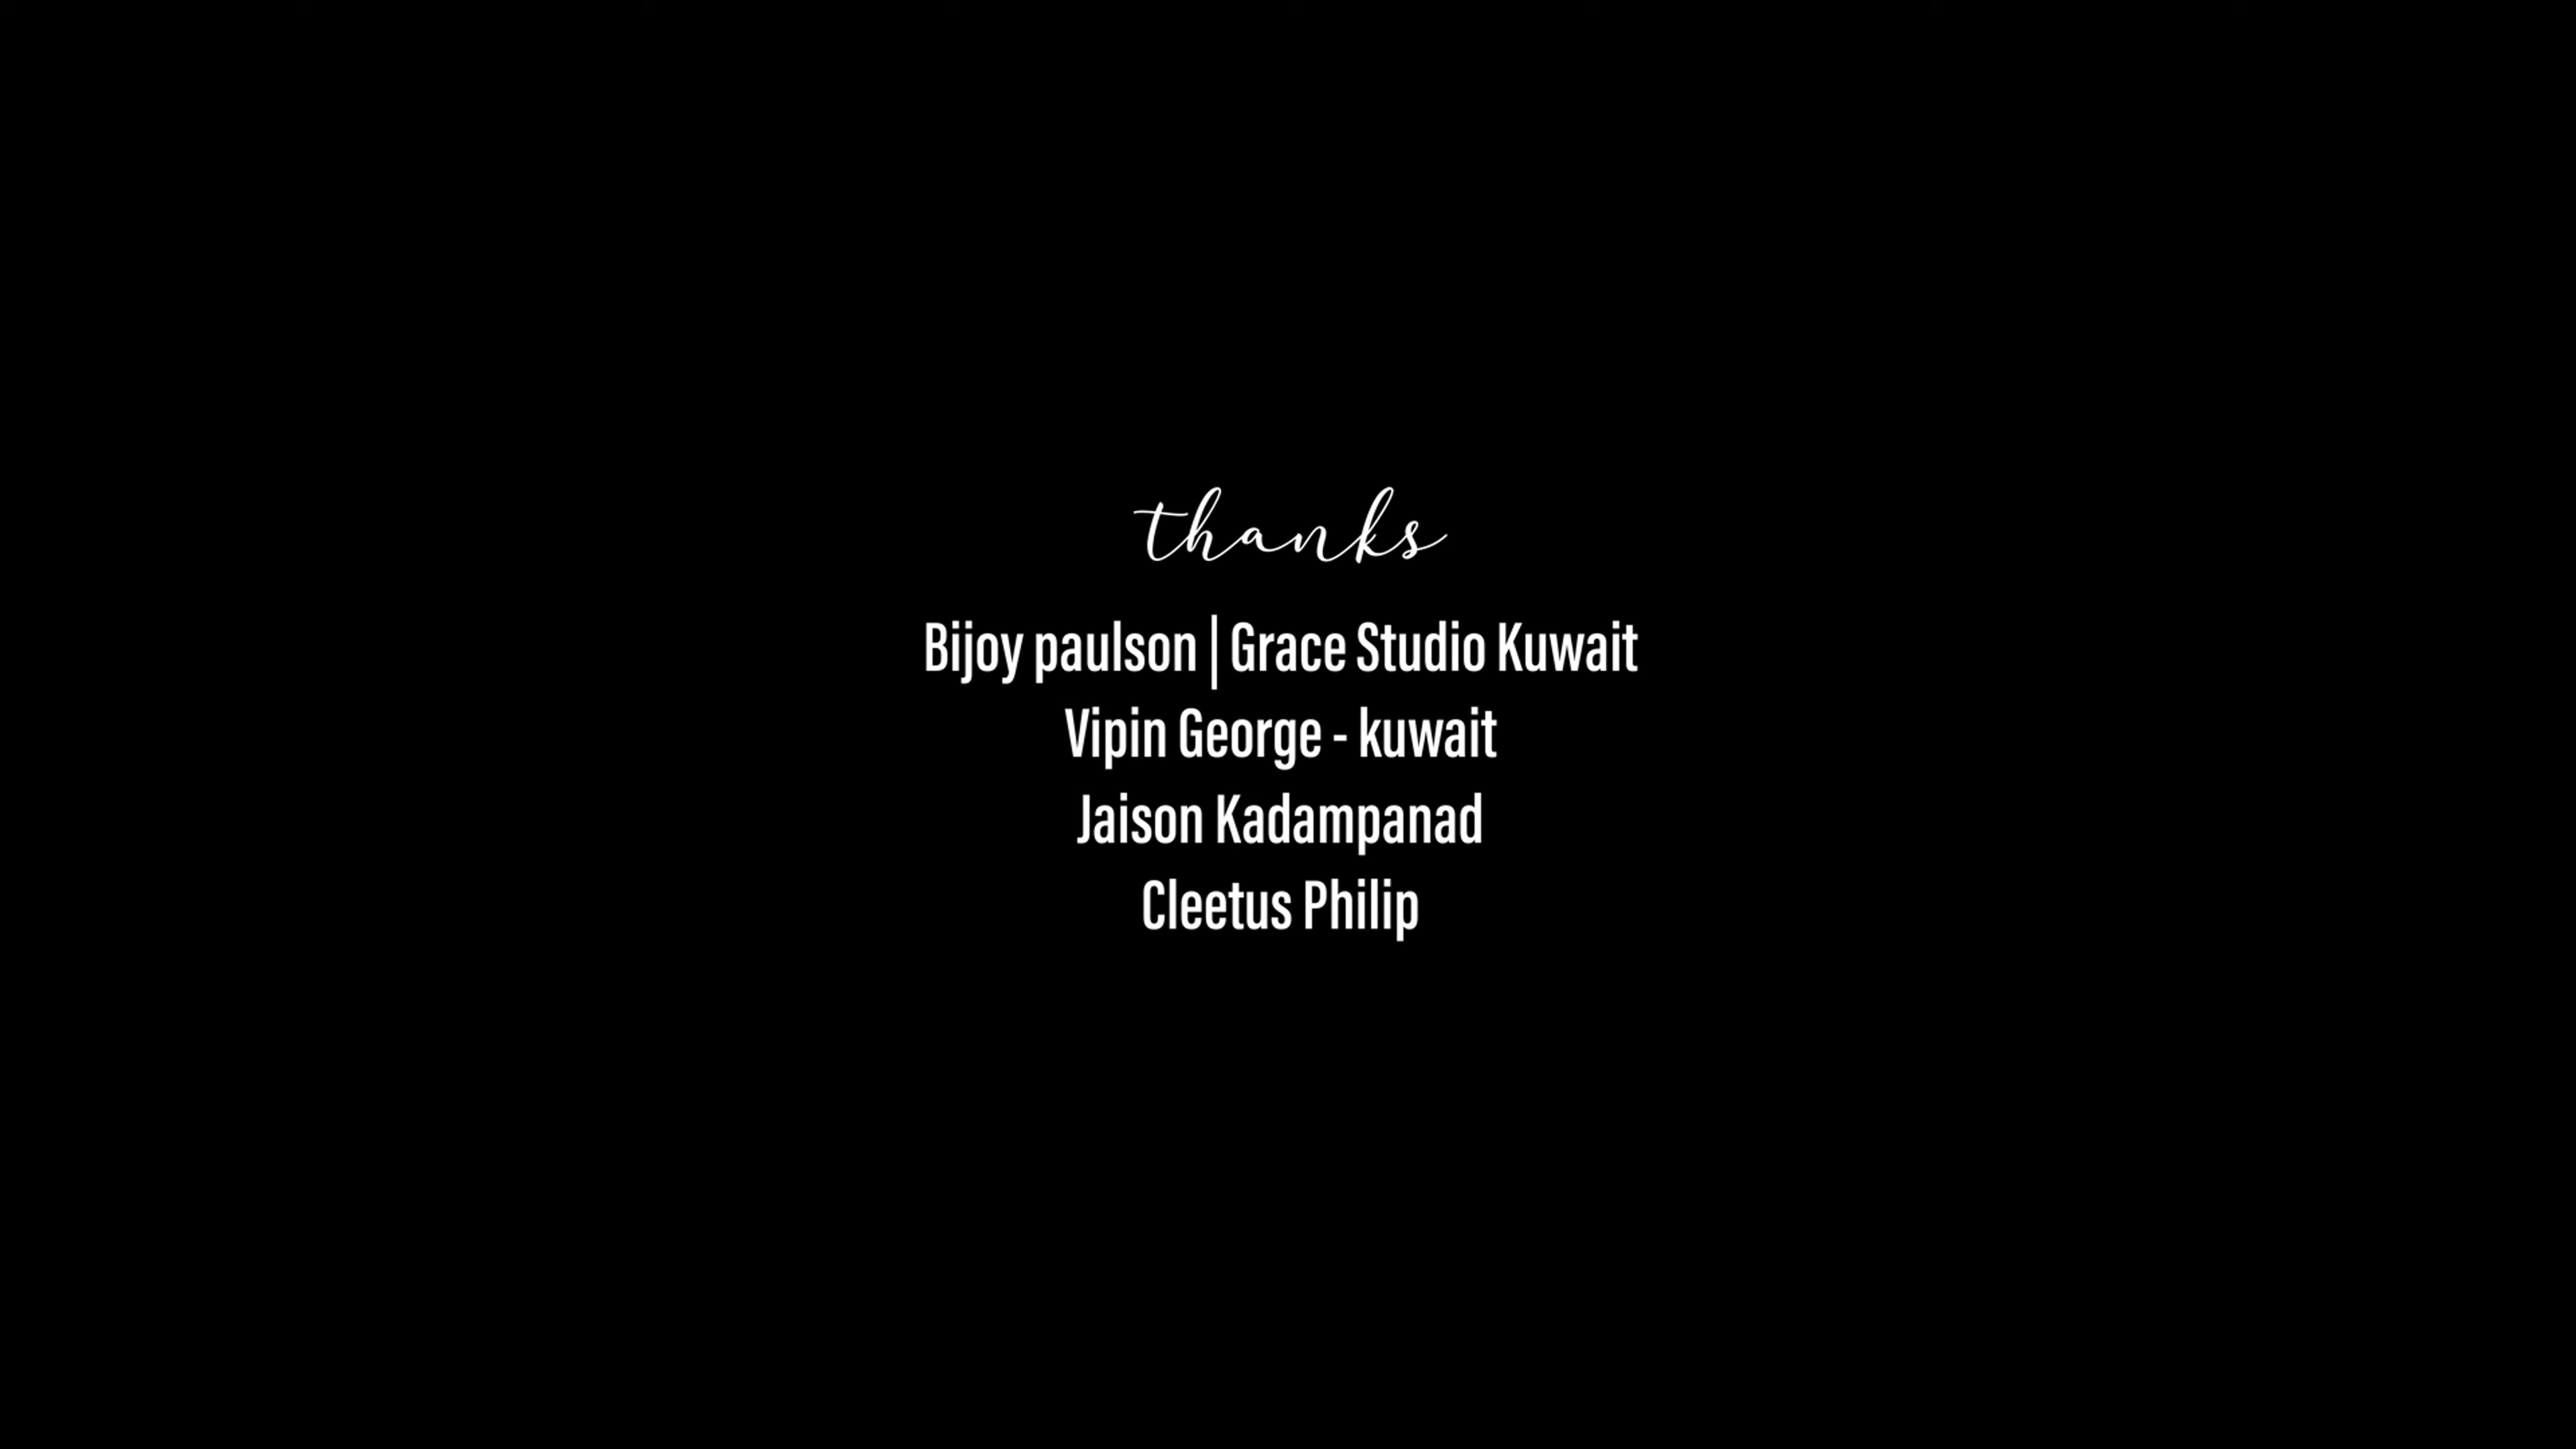 thanks
Bijoy paulson | Grace Studio Kuwait
Vipin George - kuwait
Jaison Kadampanad
Cleetus Philip